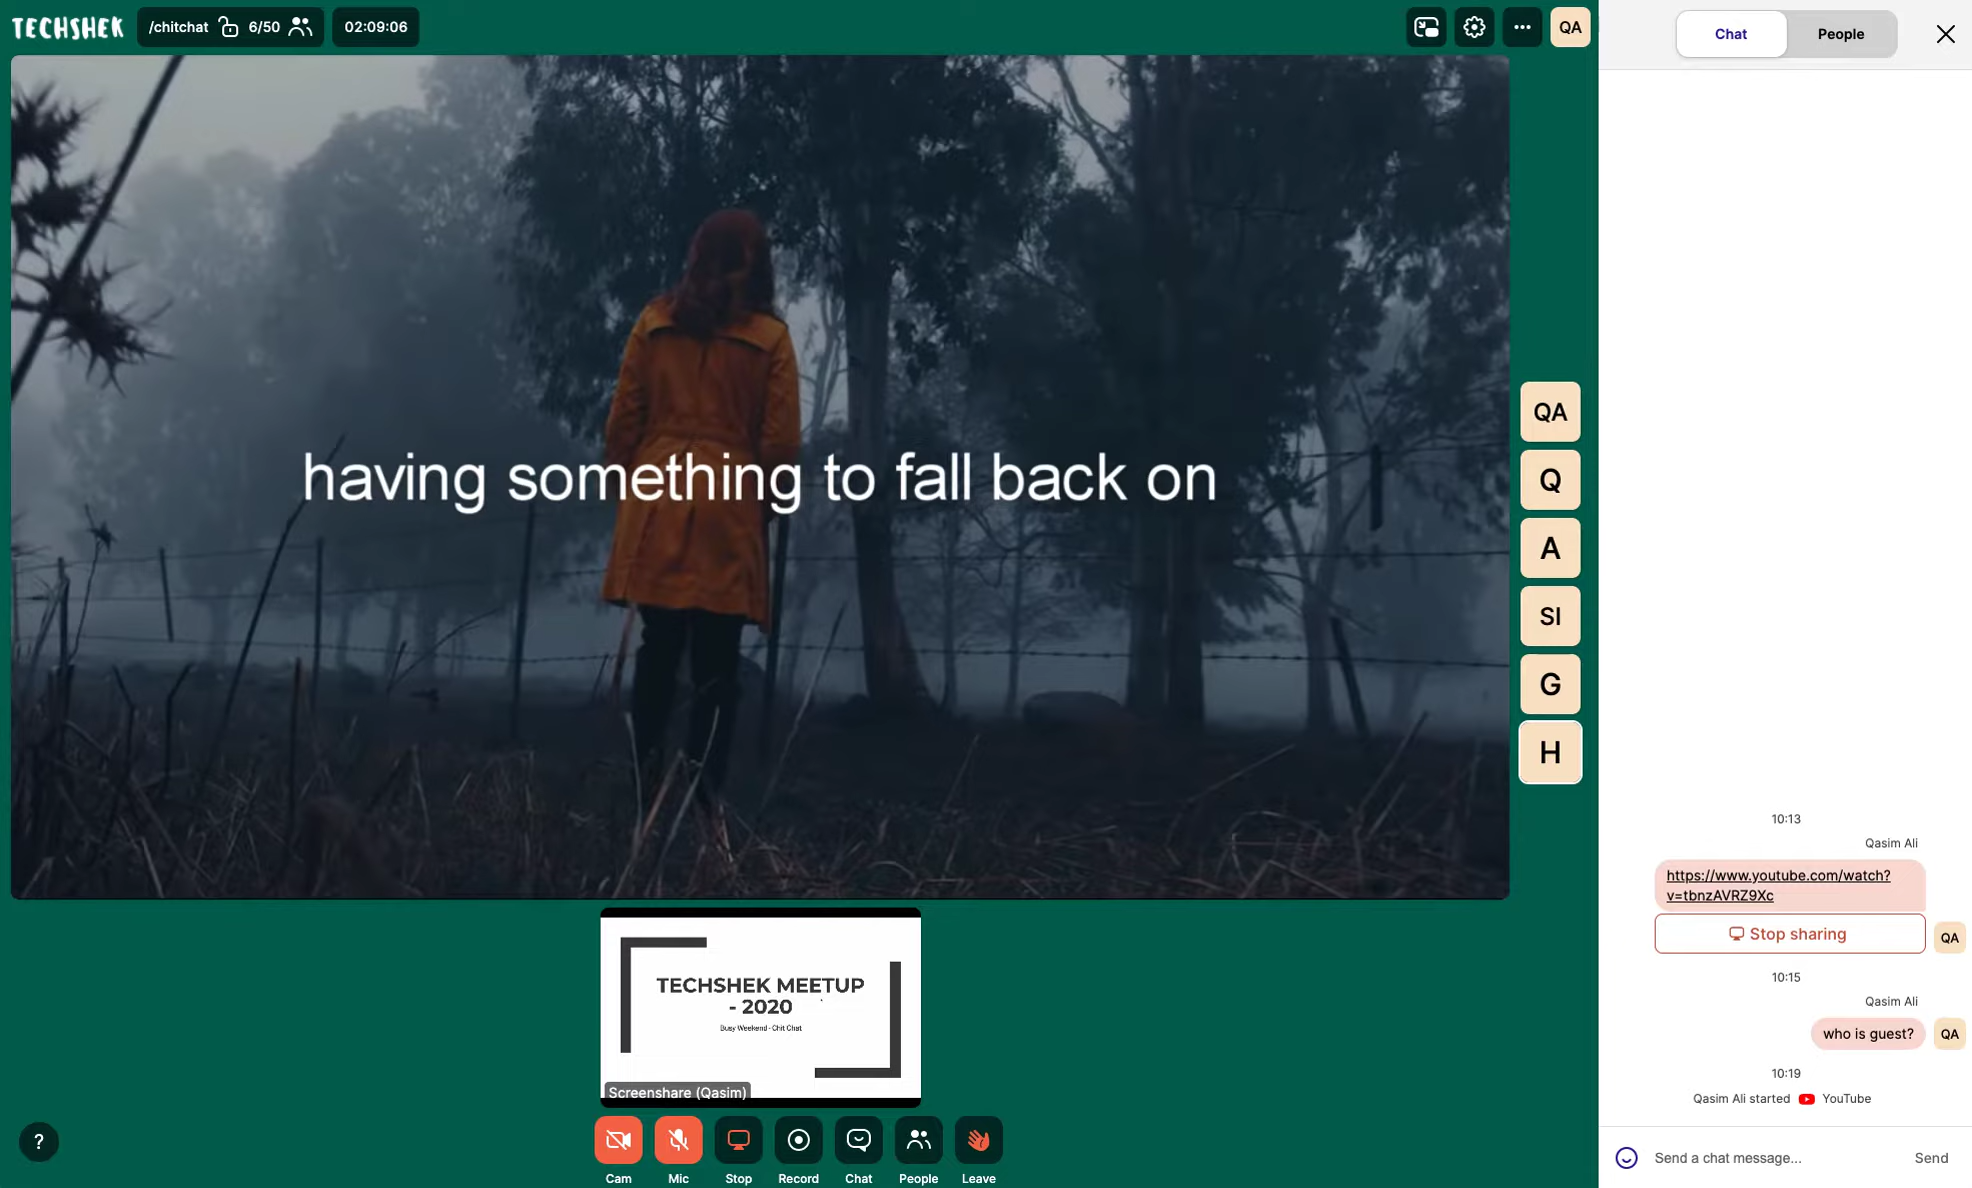 TECHSHEK
/chitchat 6/50
02:09:06
QA
Chat
People
having something to fall back on
QA
Q
A
SI
G
H
10:13
Qasim Ali
https://www.youtube.com/watch?
v=tbnzAVRZ9Xc
Stop sharing
QA
10:15
Qasim Ali
who is guest?
QA
10:19
Qasim Ali started YouTube
TECHSHEK MEETUP
- 2020
Busy Weekend - Chit Chat
Screenshare (Qasim)
?
Cam
Mic
Stop
Record
Chat
People
Leave
Send a chat message...
Send